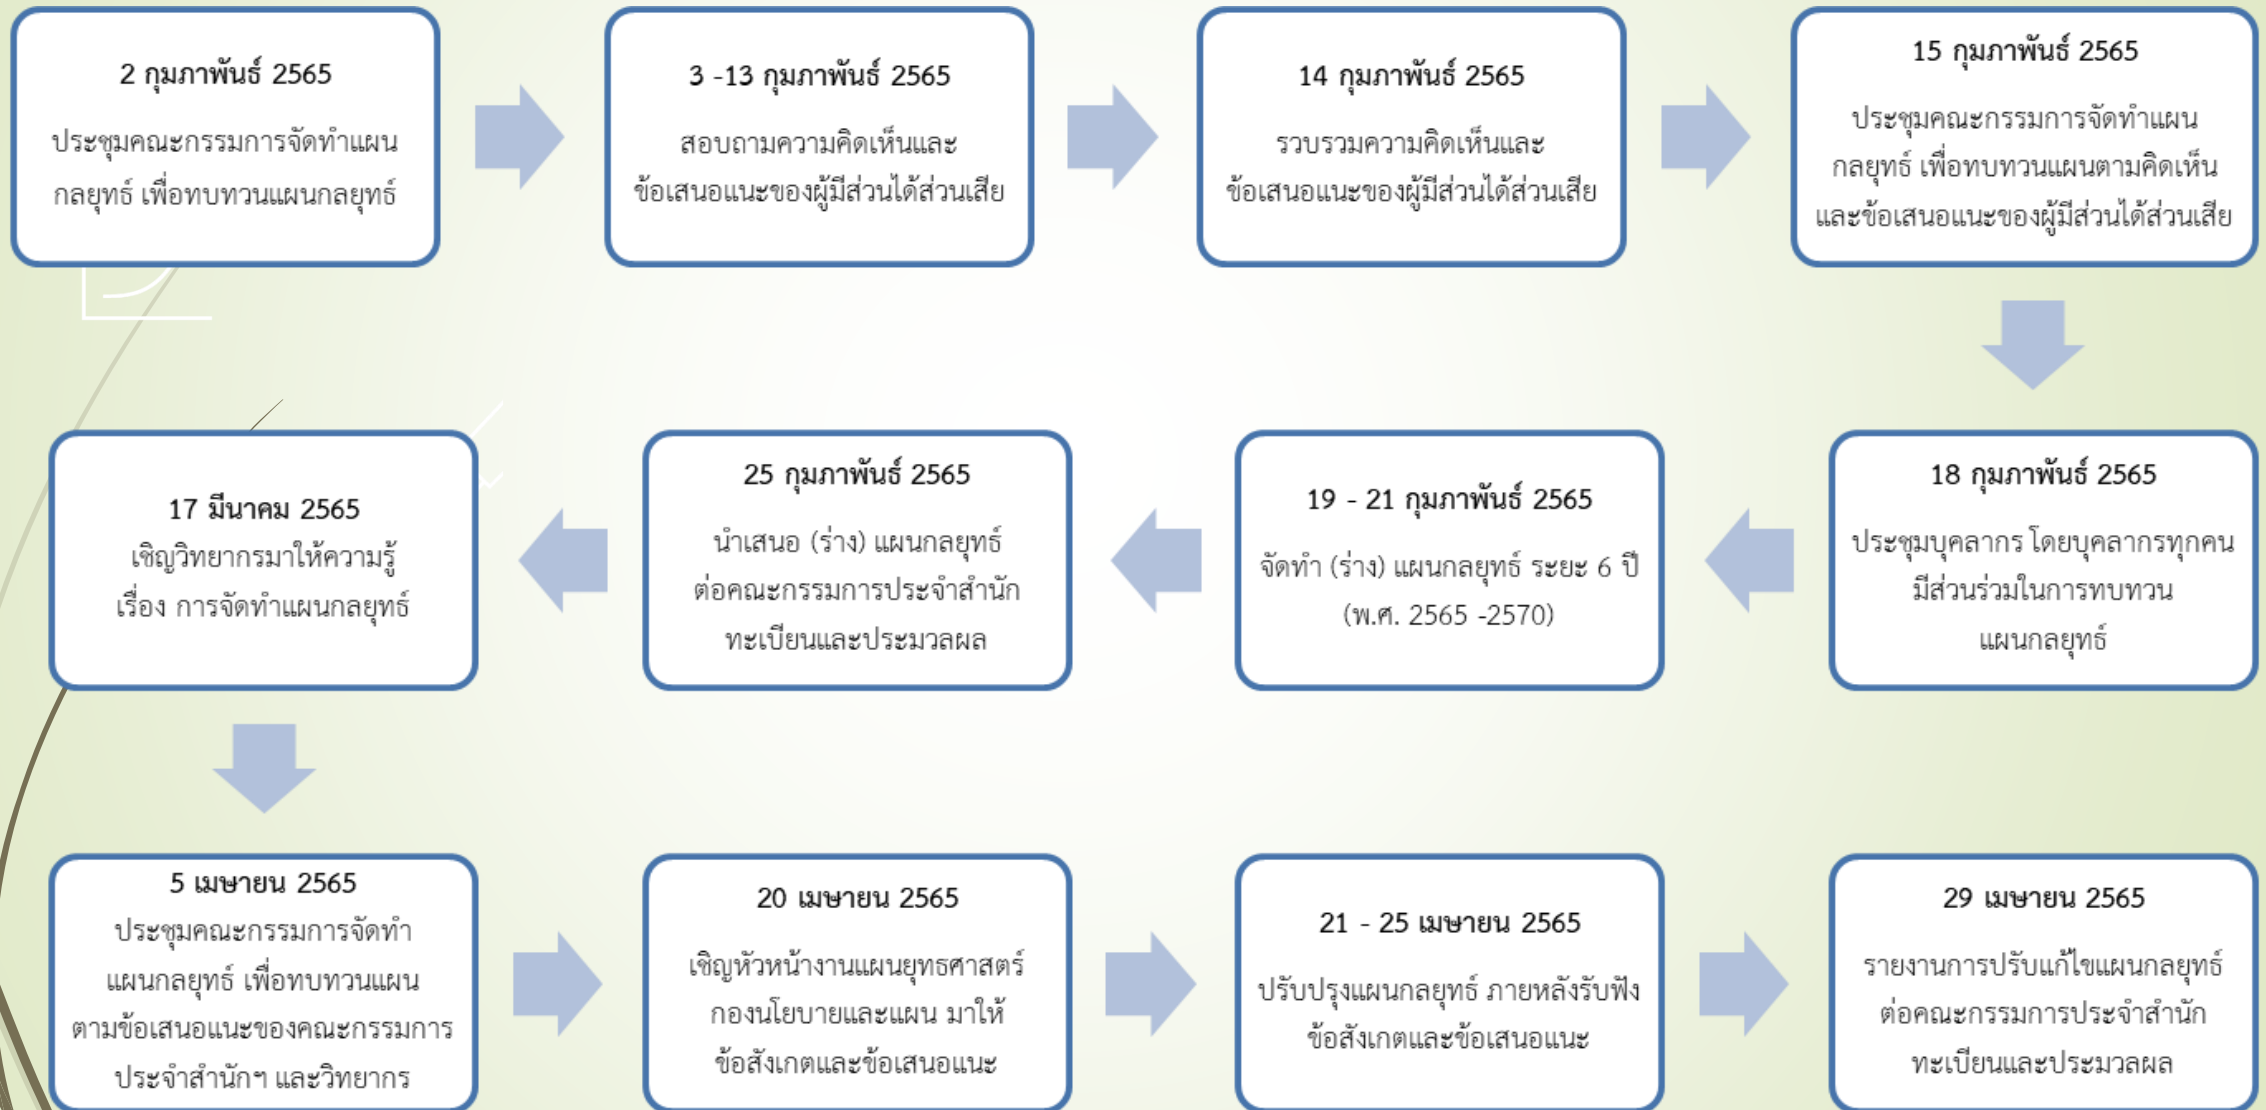 2 กุมภาพันธ์ 2565
ประชุมคณะกรรมการจัดทำแผน
กลยุทธ์ เพื่อทบทวนแผนกลยุทธ์
3 -13 กุมภาพันธ์ 2565
สอบถามความคิดเห็นและ
ข้อเสนอแนะของผู้มีส่วนได้ส่วนเสีย
14 กุมภาพันธ์ 2565
รวบรวมความคิดเห็นและ
ข้อเสนอแนะของผู้มีส่วนได้ส่วนเสีย
15 กุมภาพันธ์ 2565
ประชุมคณะกรรมการจัดทำแผน
กลยุทธ์ เพื่อทบทวนแผนตามคิดเห็น
และข้อเสนอแนะของผู้มีส่วนได้ส่วนเสีย
18 กุมภาพันธ์ 2565
ประชุมบุคลากร โดยบุคลากรทุกคน
มีส่วนร่วมในการทบทวน
แผนกลยุทธ์
19 - 21 กุมภาพันธ์ 2565
จัดทำ (ร่าง) แผนกลยุทธ์ ระยะ 6 ปี
(พ.ศ. 2565 -2570)
25 กุมภาพันธ์ 2565
นำเสนอ (ร่าง) แผนกลยุทธ์
ต่อคณะกรรมการประจำสำนัก
ทะเบียนและประมวลผล
17 มีนาคม 2565
เชิญวิทยากรมาให้ความรู้
เรื่อง การจัดทำแผนกลยุทธ์
5 เมษายน 2565
ประชุมคณะกรรมการจัดทำ
แผนกลยุทธ์ เพื่อทบทวนแผน
ตามข้อเสนอแนะของคณะกรรมการ
ประจำสำนักฯ และวิทยากร
20 เมษายน 2565
เชิญหัวหน้างานแผนยุทธศาสตร์
กองนโยบายและแผน มาให้
ข้อสังเกตและข้อเสนอแนะ
21 - 25 เมษายน 2565
ปรับปรุงแผนกลยุทธ์ ภายหลังรับฟัง
ข้อสังเกตและข้อเสนอแนะ
29 เมษายน 2565
รายงานการปรับแก้ไขแผนกลยุทธ์
ต่อคณะกรรมการประจำสำนัก
ทะเบียนและประมวลผล